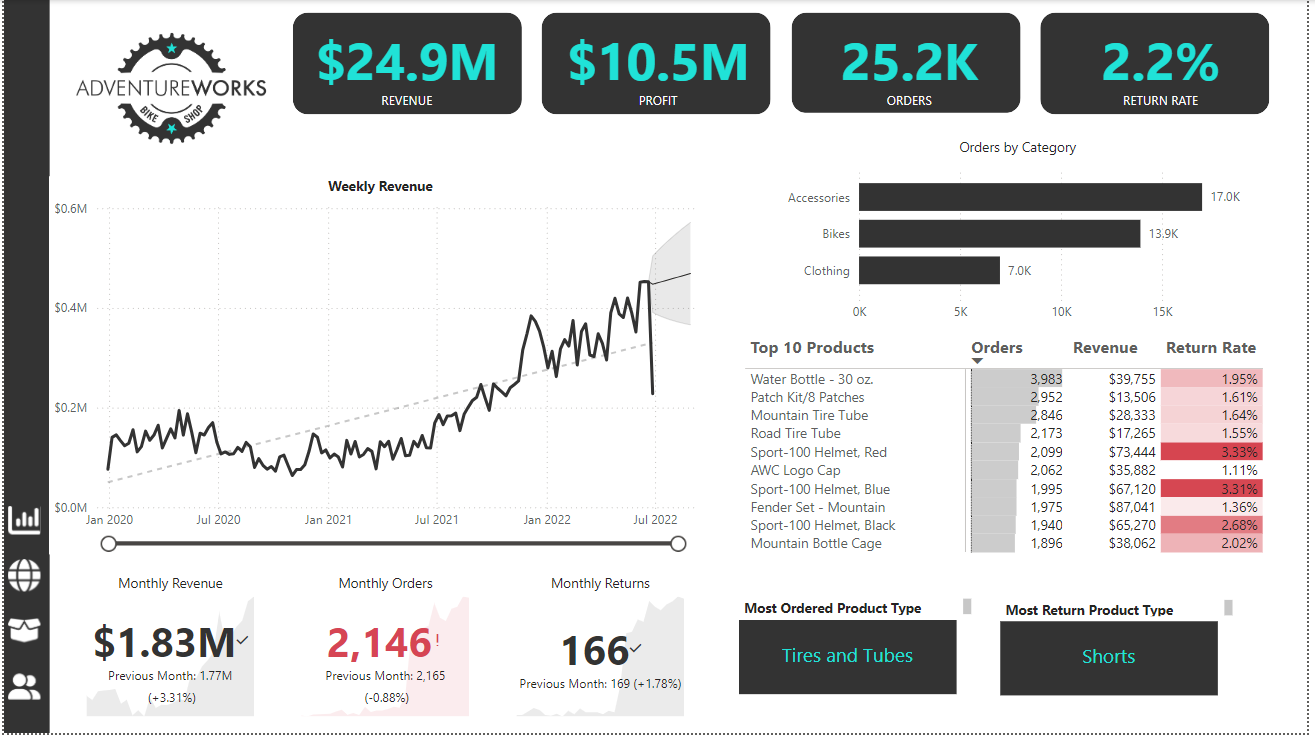 ADVENTUREWORKS
BIKE SHOP
$24.9M
REVENUE
$10.5M
PROFIT
25.2K
ORDERS
2.2%
RETURN RATE
Weekly Revenue
$0.6M
$0.4M
$0.2M
$0.0M
Jan 2020 Jul 2020 Jan 2021 Jul 2021 Jan 2022 Jul 2022
Orders by Category
Accessories 17.0K
Bikes 13.9K
Clothing 7.0K
0K 5K 10K 15K
Top 10 Products Orders Revenue Return Rate
Water Bottle - 30 oz. 3,983 $39,755 1.95%
Patch Kit/8 Patches 2,952 $13,506 1.61%
Mountain Tire Tube 2,846 $28,333 1.64%
Road Tire Tube 2,173 $17,265 1.55%
Sport-100 Helmet, Red 2,099 $73,444 3.33%
AWC Logo Cap 2,062 $35,882 1.11%
Sport-100 Helmet, Blue 1,995 $67,120 3.31%
Fender Set - Mountain 1,975 $87,041 1.36%
Sport-100 Helmet, Black 1,940 $65,270 2.68%
Mountain Bottle Cage 1,896 $38,062 2.02%
Monthly Revenue
$1.83M
Previous Month: 1.77M
(+3.31%)
Monthly Orders
2,146!
Previous Month: 2,165
(-0.88%)
Monthly Returns
166
Previous Month: 169 (+1.78%)
Most Ordered Product Type
Tires and Tubes
Most Return Product Type
Shorts